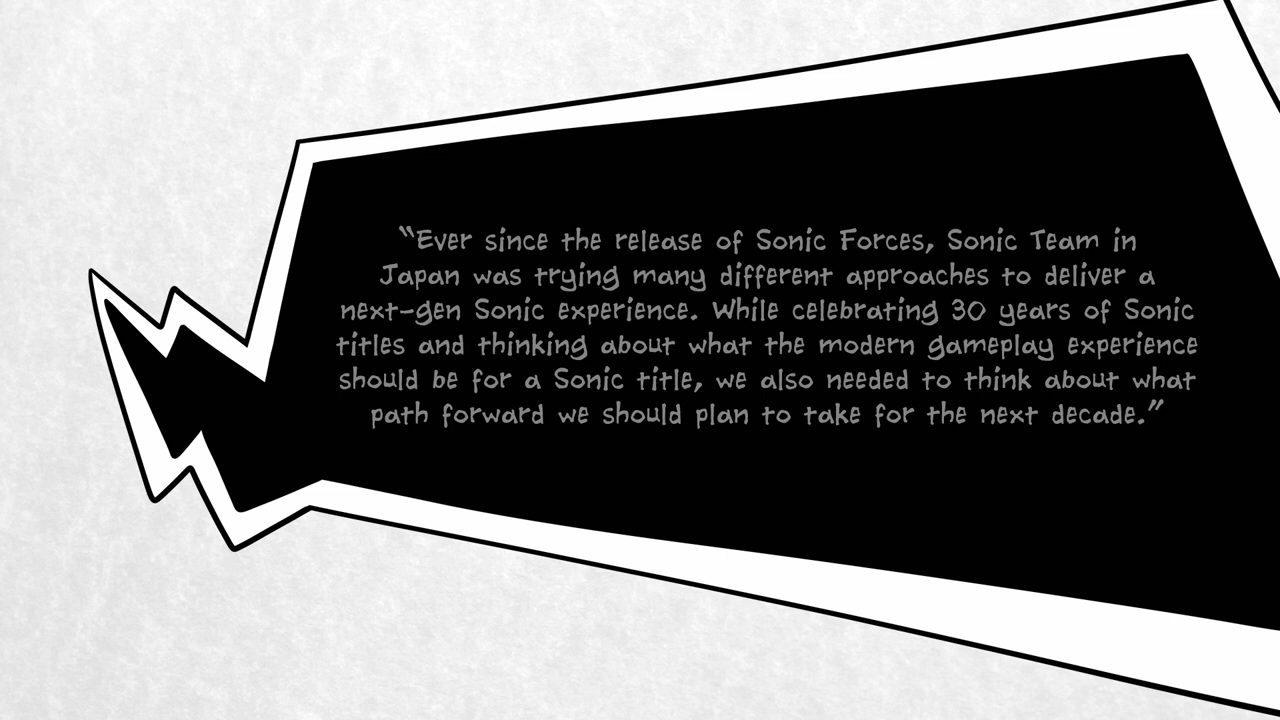 “Ever since the release of Sonic Forces, Sonic Team in
Japan was trying many different approaches to deliver a
next-gen Sonic experience. While celebrating 30 years of Sonic
titles and thinking about what the modern gameplay experience
should be for a Sonic title, we also needed to think about what
path forward we should plan to take for the next decade.”